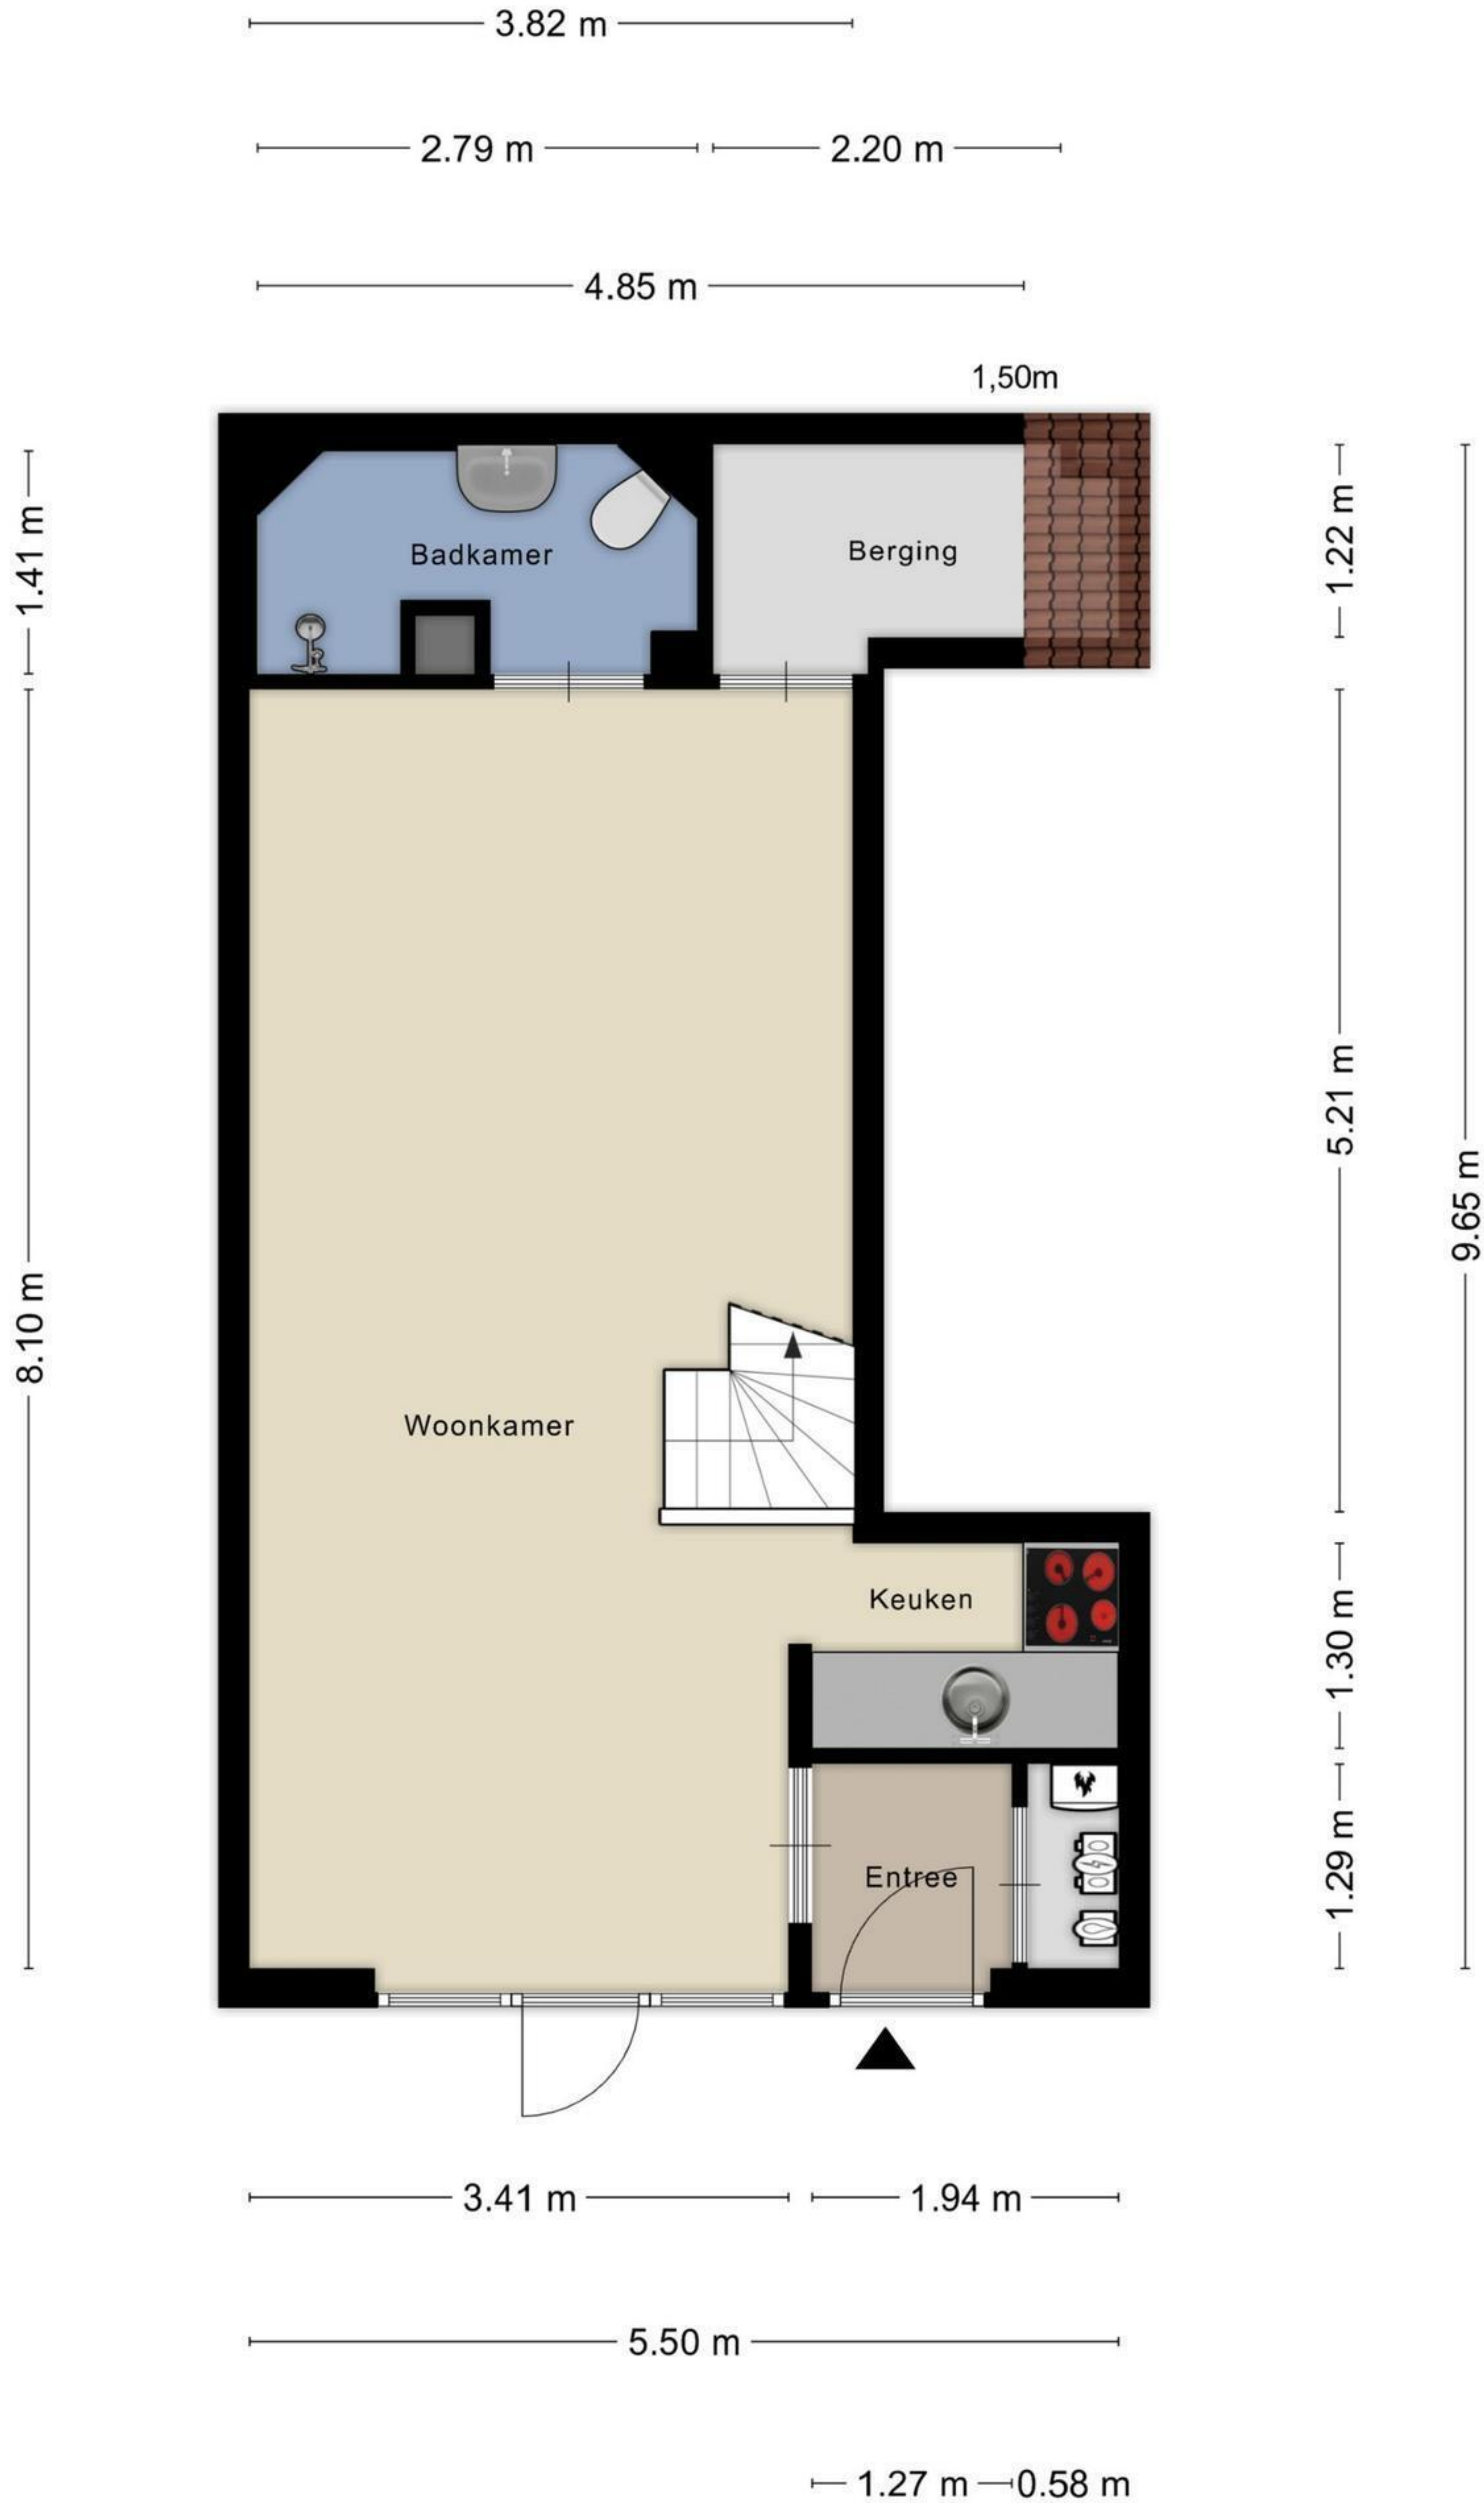 3.82 m
2.79 m
2.20 m
4.85 m
1,50m
1.41 m
1.22 m
Badkamer
Berging
5.21 m
9.65 m
8.10 m
Woonkamer
Keuken
1.30 m
Entree
1.29 m
3.41 m
1.94 m
5.50 m
1.27 m
0.58 m